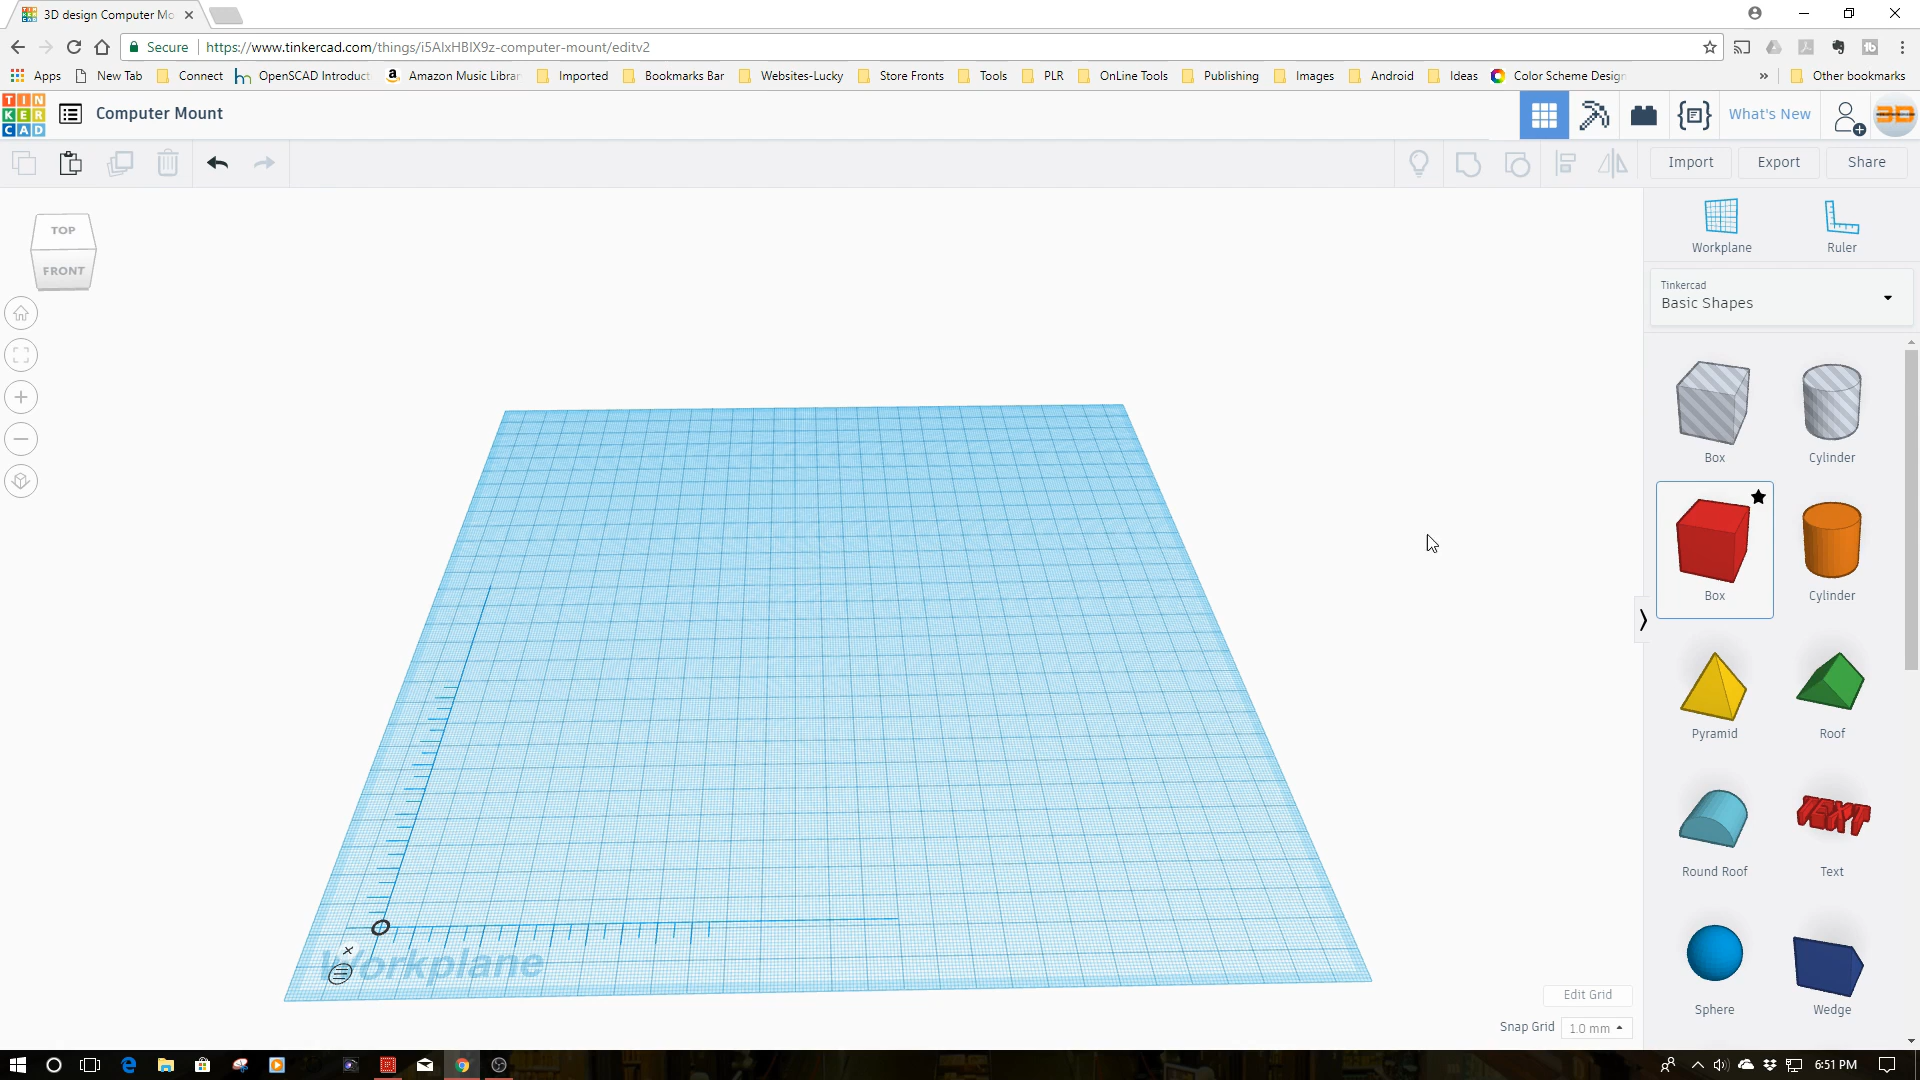 3D design Computer Mo
Secure https://www.tinkercad.com/things/i5AlxHBlX9z-computer-mount/editv2
Apps New Tab Connect OpenSCAD Introduct Amazon Music Librar Imported Bookmarks Bar Websites-Lucky Store Fronts Tools PLR OnLine Tools Publishing Images Android Ideas Color Scheme Design » Other bookmarks
TIN
KER
CAD
Computer Mount
What's New
3D
Import Export Share
TOP
FRONT
Workplane Ruler
Tinkercad
Basic Shapes
Box Cylinder
Box Cylinder
Pyramid Roof
TEXT
Round Roof Text
Sphere Wedge
Workplane
Edit Grid
Snap Grid 1.0 mm
6:51 PM